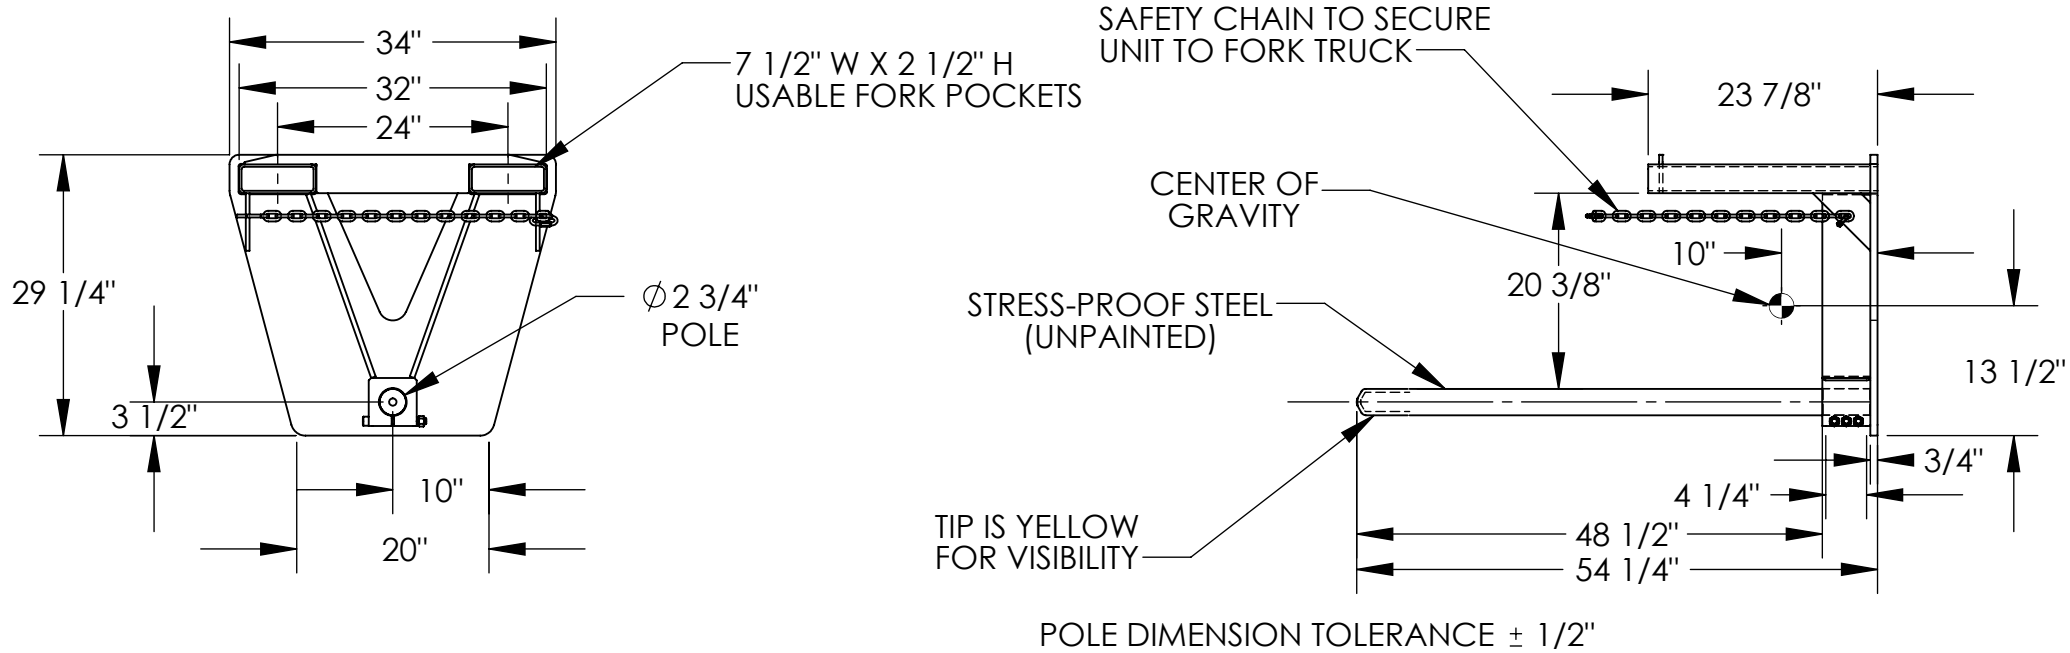 34"
32"
24"
7 1/2" W X 2 1/2" H
USABLE FORK POCKETS
29 1/4"
3 1/2"
∅2 3/4"
POLE
10"
20"
SAFETY CHAIN TO SECURE
UNIT TO FORK TRUCK
23 7/8"
CENTER OF
GRAVITY
10"
20 3/8"
STRESS-PROOF STEEL
(UNPAINTED)
13 1/2"
3/4"
4 1/4"
TIP IS YELLOW
FOR VISIBILITY
48 1/2"
54 1/4"
POLE DIMENSION TOLERANCE ± 1/2"